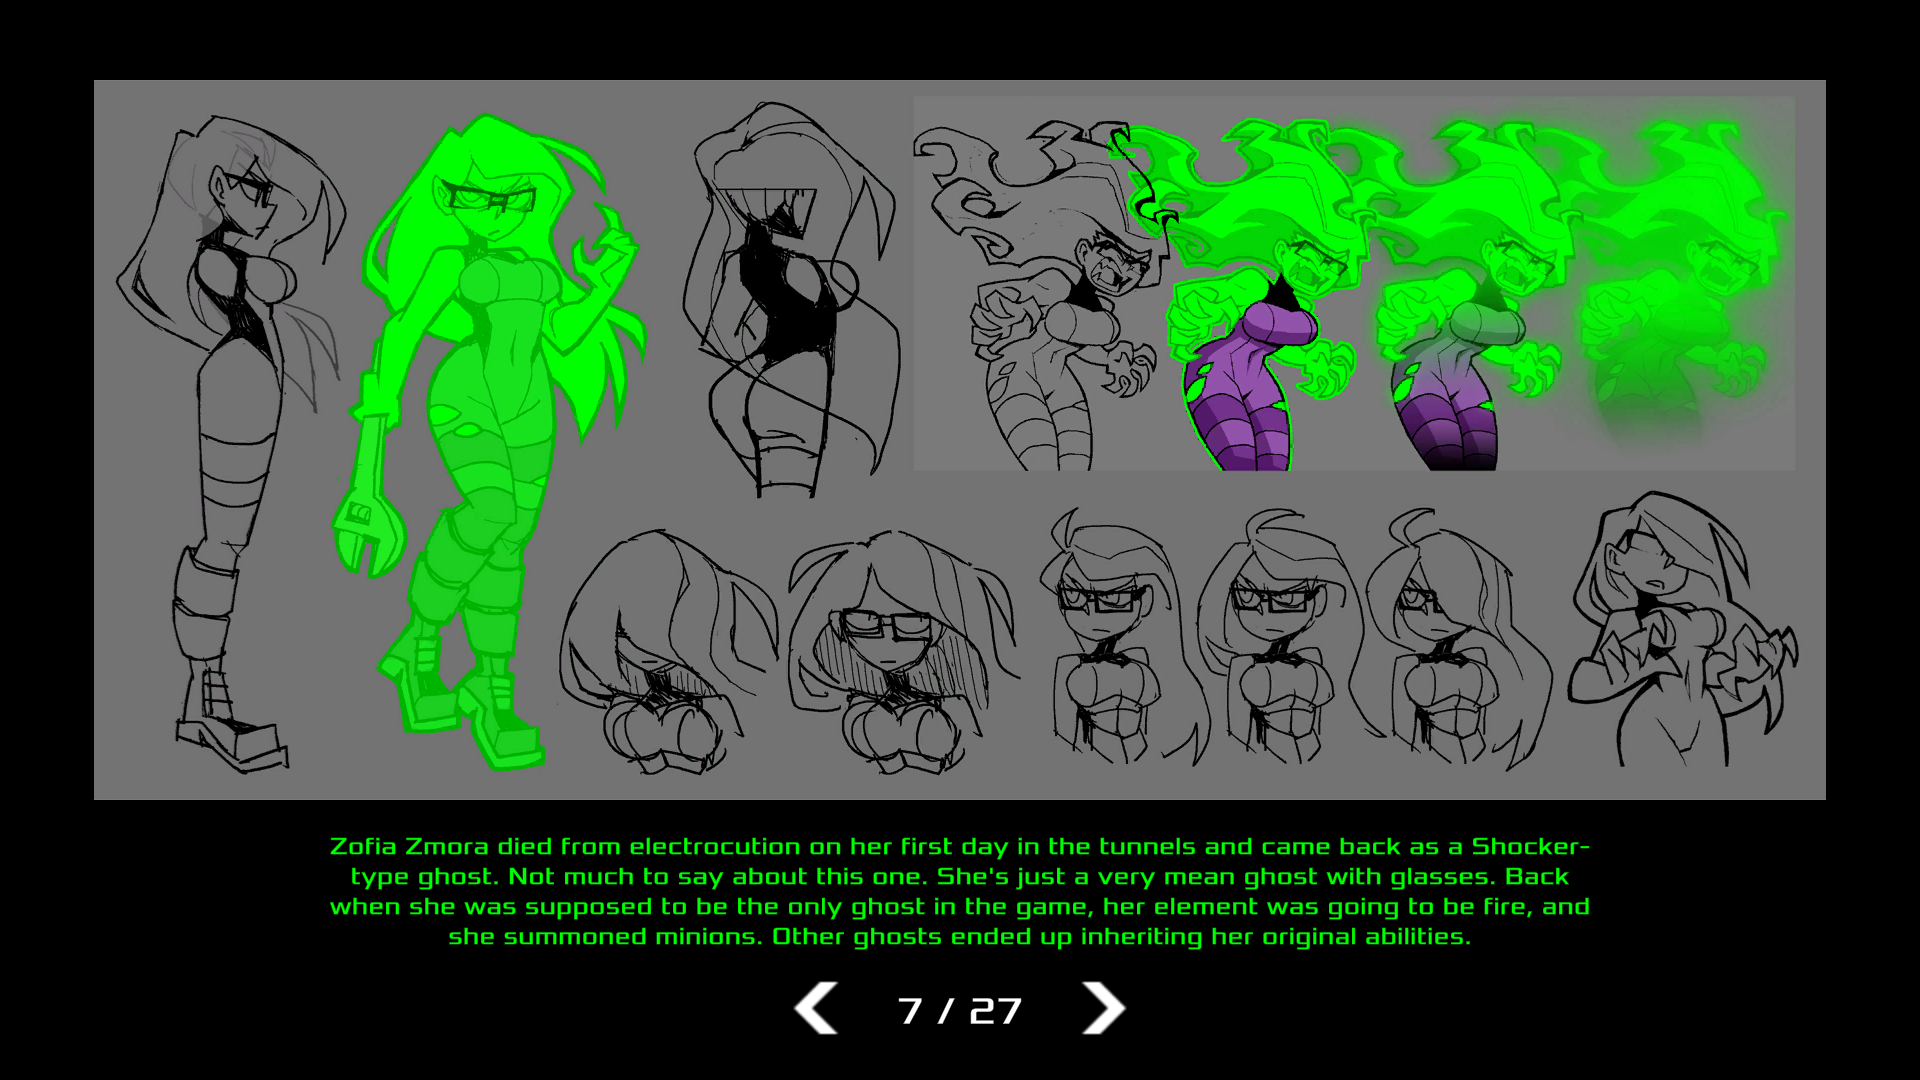 Zofia Zmora died from electrocution on her first day in the tunnels and came back as a Shocker-
type ghost. Not much to say about this one. She's just a very mean ghost with glasses. Back
when she was supposed to be the only ghost in the game, her element was going to be fire, and
she summoned minions. Other ghosts ended up inheriting her original abilities.
7 / 27